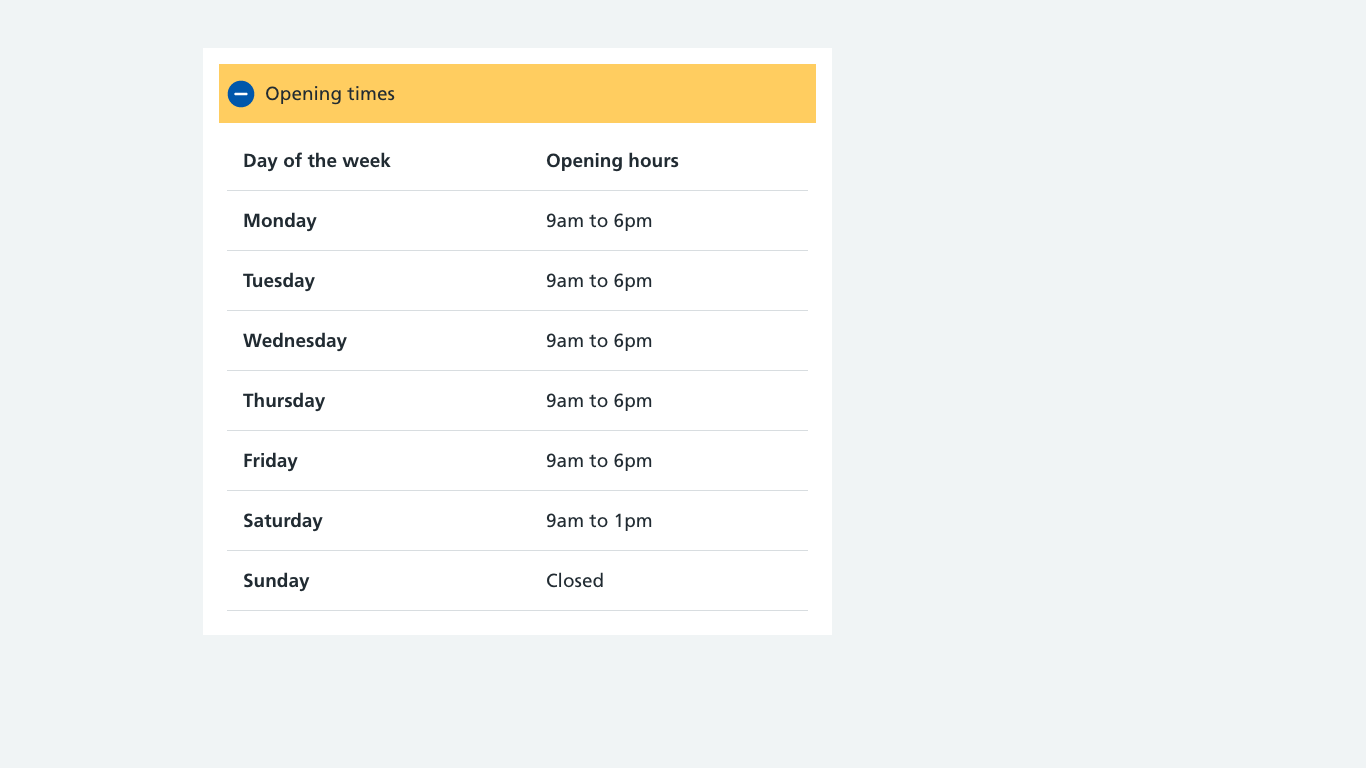 Opening times
Day of the week Opening hours
Monday 9am to 6pm
Tuesday 9am to 6pm
Wednesday 9am to 6pm
Thursday 9am to 6pm
Friday 9am to 6pm
Saturday 9am to 1pm
Sunday Closed